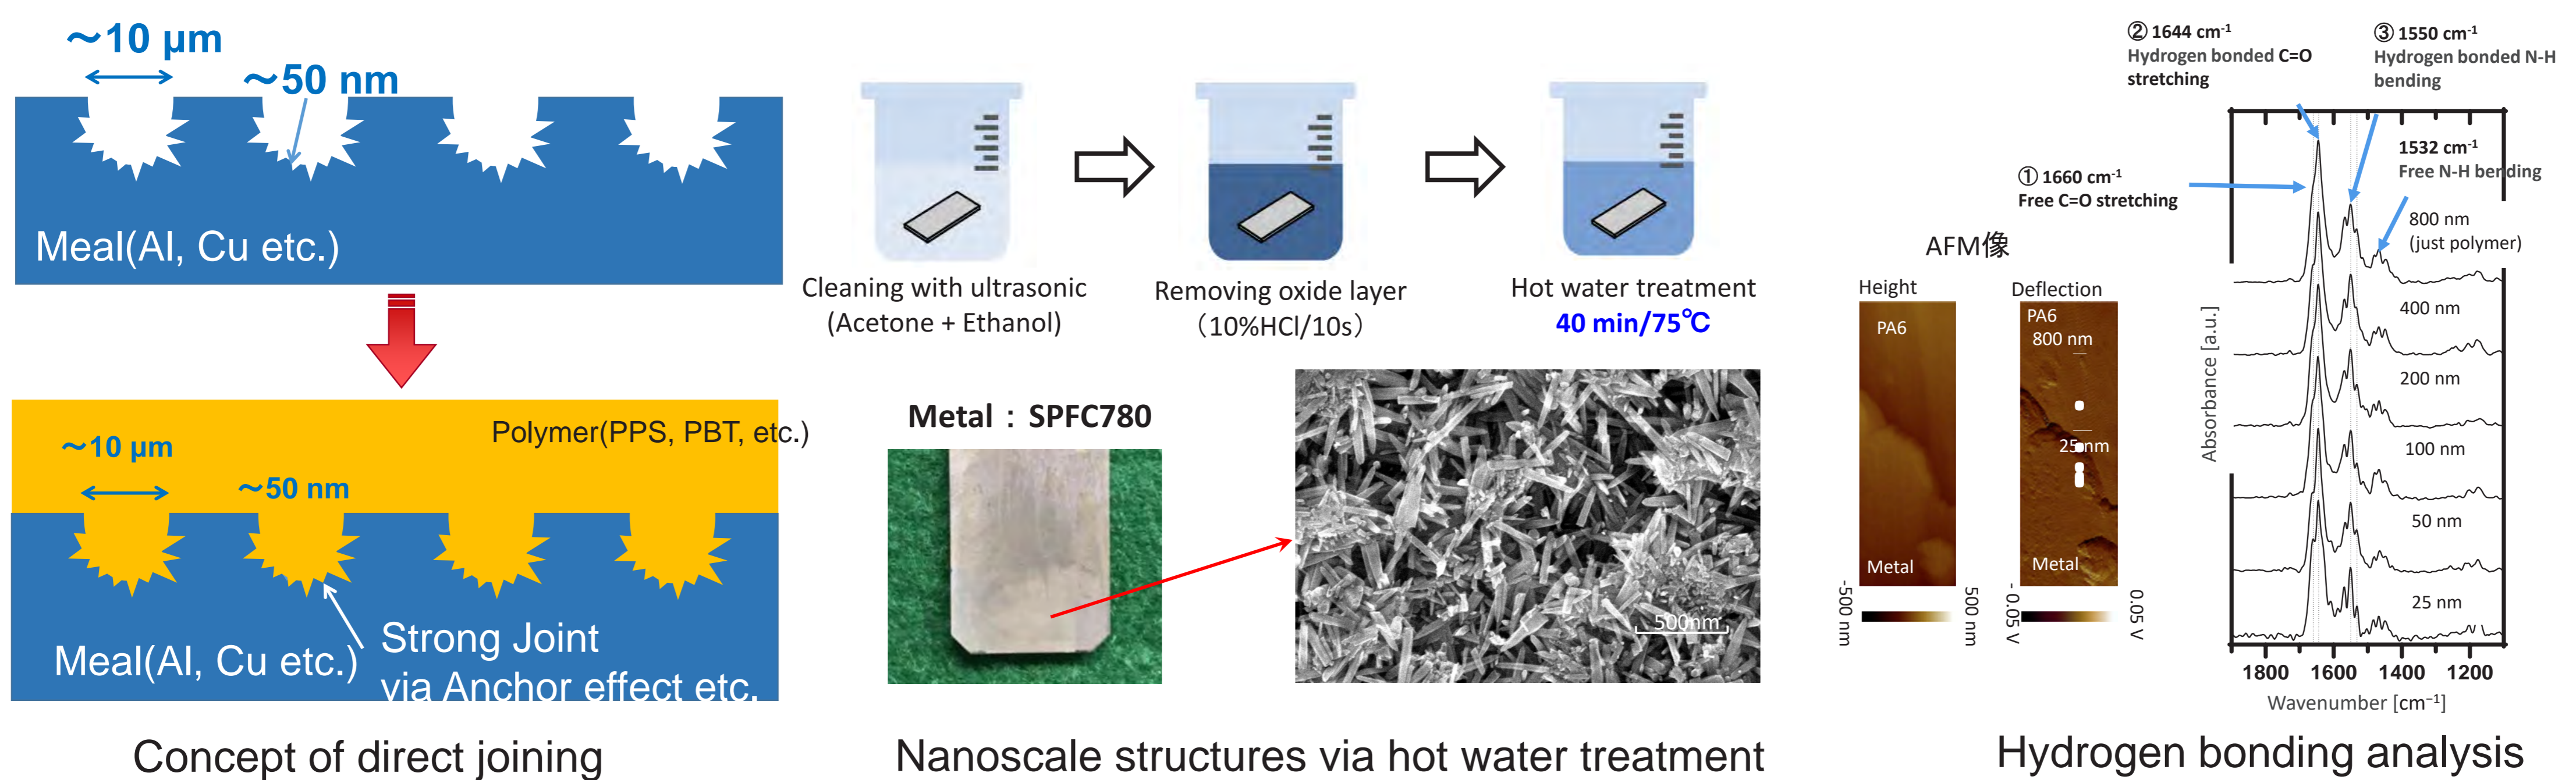 ~10 μm
~50 nm
Meal(Al, Cu etc.)
Polymer(PPS, PBT, etc.)
~10 μm
~50 nm
Meal(Al, Cu etc.)
Strong Joint
via Anchor effect etc.
Concept of direct joining
Cleaning with ultrasonic
(Acetone + Ethanol)
Removing oxide layer
（10%HCl/10s）
Hot water treatment
40 min/75℃
Metal：SPFC780
500nm
Nanoscale structures via hot water treatment
② 1644 cm⁻¹
Hydrogen bonded C=O
stretching
③ 1550 cm⁻¹
Hydrogen bonded N-H
bending
① 1660 cm⁻¹
Free C=O stretching
1532 cm⁻¹
Free N-H bending
AFM像
Height
PA6
Metal
-500 nm
500 nm
Deflection
PA6
800 nm
25 nm
Metal
- 0.05 V
0.05 V
Absorbance [a.u.]
800 nm
(just polymer)
400 nm
200 nm
100 nm
50 nm
25 nm
1800 1600 1400 1200
Wavenumber [cm⁻¹]
Hydrogen bonding analysis